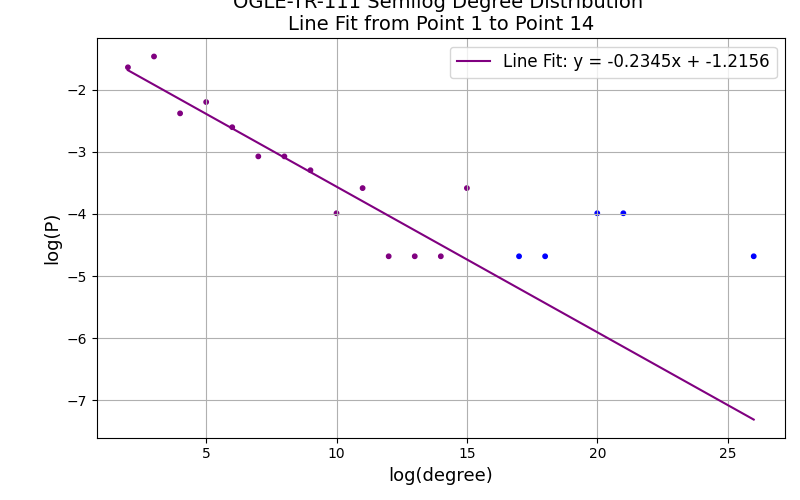 OGLE-TR-111 Semilog Degree Distribution
Line Fit from Point 1 to Point 14
Line Fit: y = -0.2345x + -1.2156
−2
−3
−4
−5
−6
−7
log(P)
5 10 15 20 25
log(degree)